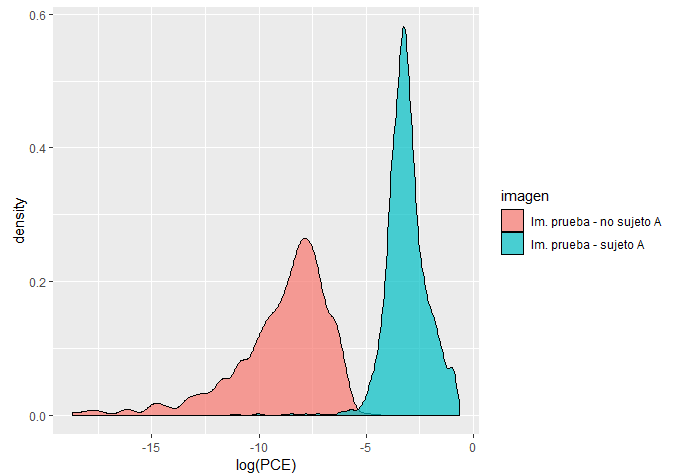 0.6
0.4
0.2
0.0
density
-15
-10
-5
0
log(PCE)
imagen
Im. prueba - no sujeto A
Im. prueba - sujeto A